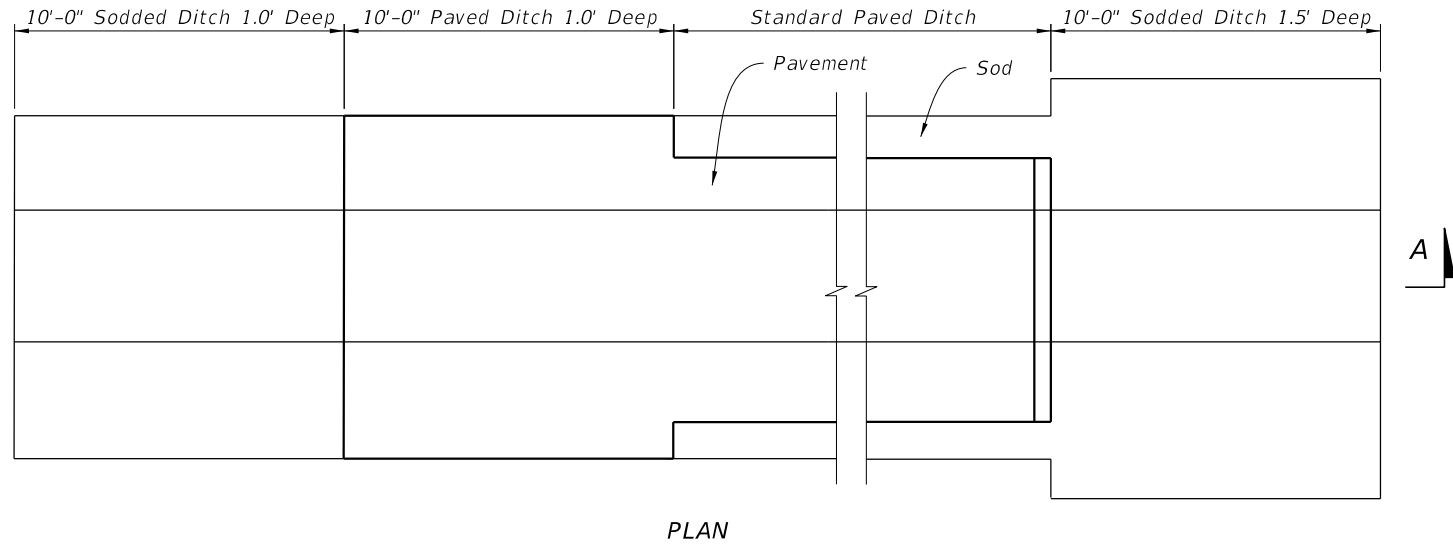 10'-0" Sodded Ditch 1.0' Deep
10'-0" Paved Ditch 1.0' Deep
Standard Paved Ditch
10'-0" Sodded Ditch 1.5' Deep
Pavement
Sod
A
PLAN